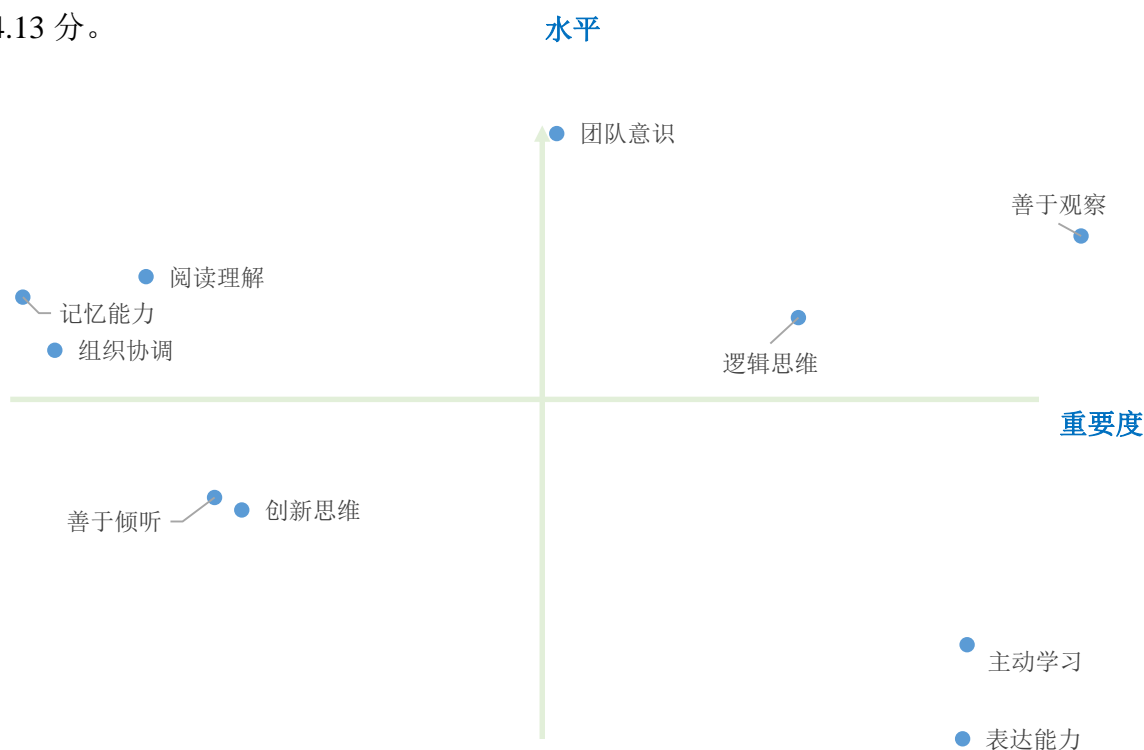 4.13 分。
水平
团队意识
善于观察
阅读理解
记忆能力
组织协调
逻辑思维
重要度
善于倾听
创新思维
主动学习
表达能力